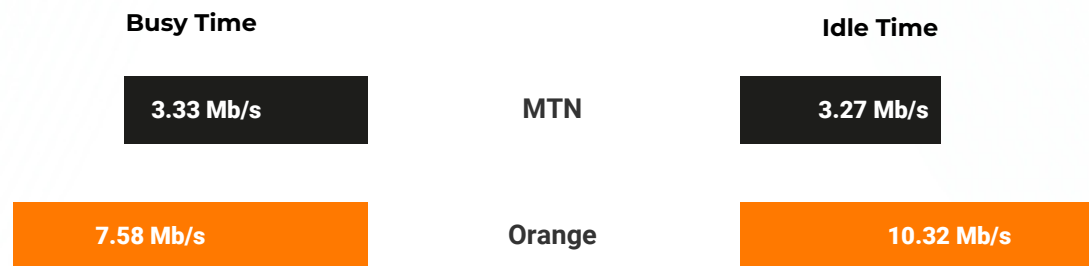 Busy Time
Idle Time
3.33 Mb/s
MTN
3.27 Mb/s
7.58 Mb/s
Orange
10.32 Mb/s